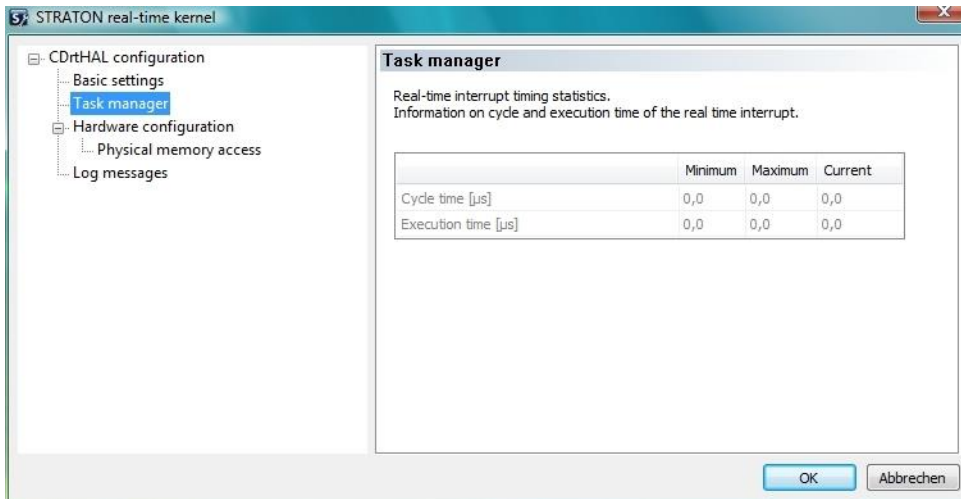 STRATON real-time kernel
CDrtHAL configuration
Basic settings
Task manager
Hardware configuration
Physical memory access
Log messages
Task manager
Real-time interrupt timing statistics.
Information on cycle and execution time of the real time interrupt.
Minimum Maximum Current
Cycle time [µs] 0,0 0,0 0,0
Execution time [µs] 0,0 0,0 0,0
OK Abbrechen